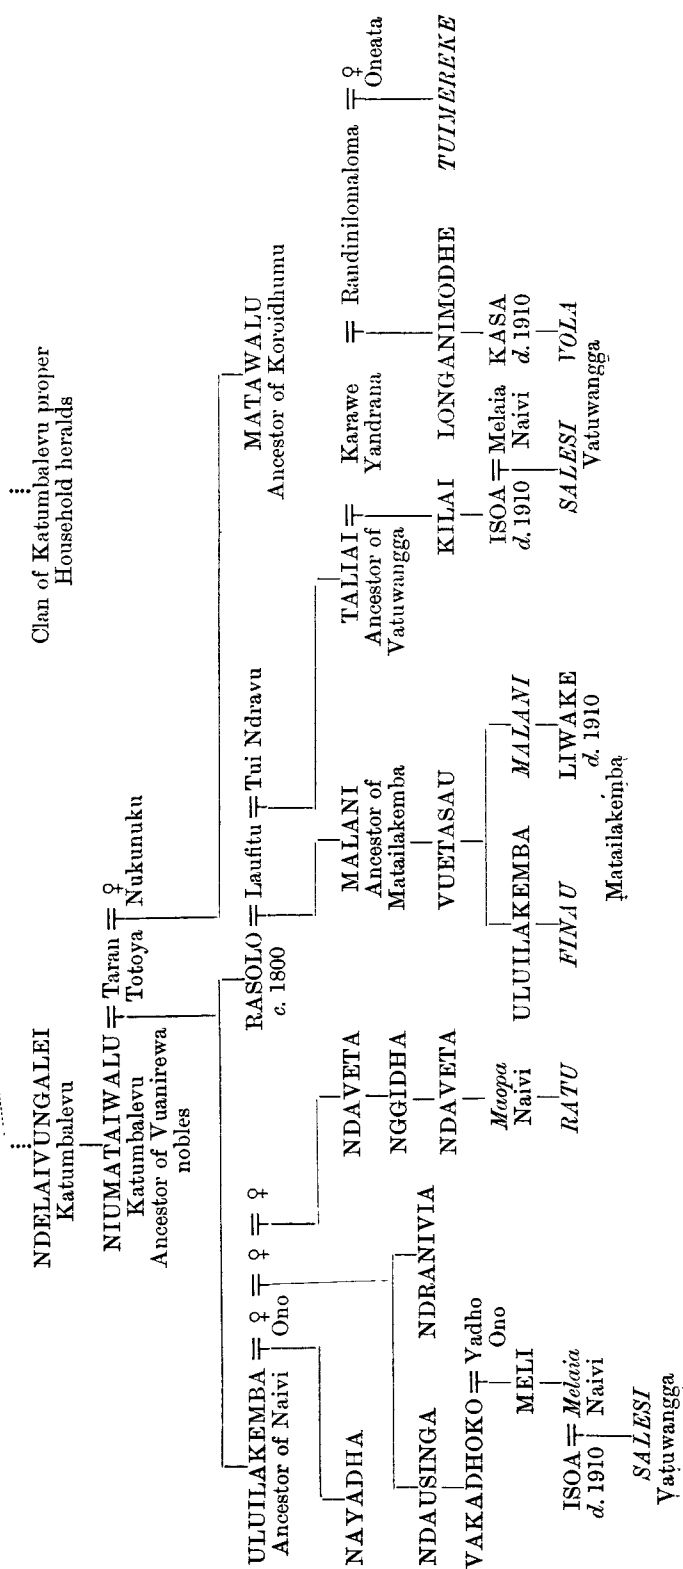 Clan of Katumbalevu proper
Household heralds
NDELAIVUNGALEI
Katumbalevu
NIUMATAIWALU = Taran = ♀
Katumbalevu Totoya Nukunuku
Ancestor of Vuanirewa
nobles
ULUILAKEMBA = ♀ = ♀ = ♀
Ancestor of Naivi Ono
RASOLO = Laufitu = Tui Ndravu
c. 1800
MATAWALU
Ancestor of Koroidhumu
NAYADHA
NDAVETA
MALANI
Ancestor of
Matailakemba
TALIAI = Karawe = Randinilomaloma = ♀
Ancestor of Yandrana Oneata
Vatuwangga
NDAUSINGA
NDRANIVIA
NGGIDHA
VUETASAU
KILAI
LONGANIMODHE
TUIMEREKE
VAKADHOKO = Yadho
Ono
NDAVETA
ULUILAKEMBA
MALANI
ISOA = Melaia
d. 1910 Naivi
KASA
d. 1910
MELI
Maopa
Naivi
FINAU
LIWAKE
d. 1910
SALESI
VOLA
Vatuwangga
ISOA = Melaia
d. 1910 Naivi
RATU
Matailakemba
SALESI
Vatuwangga